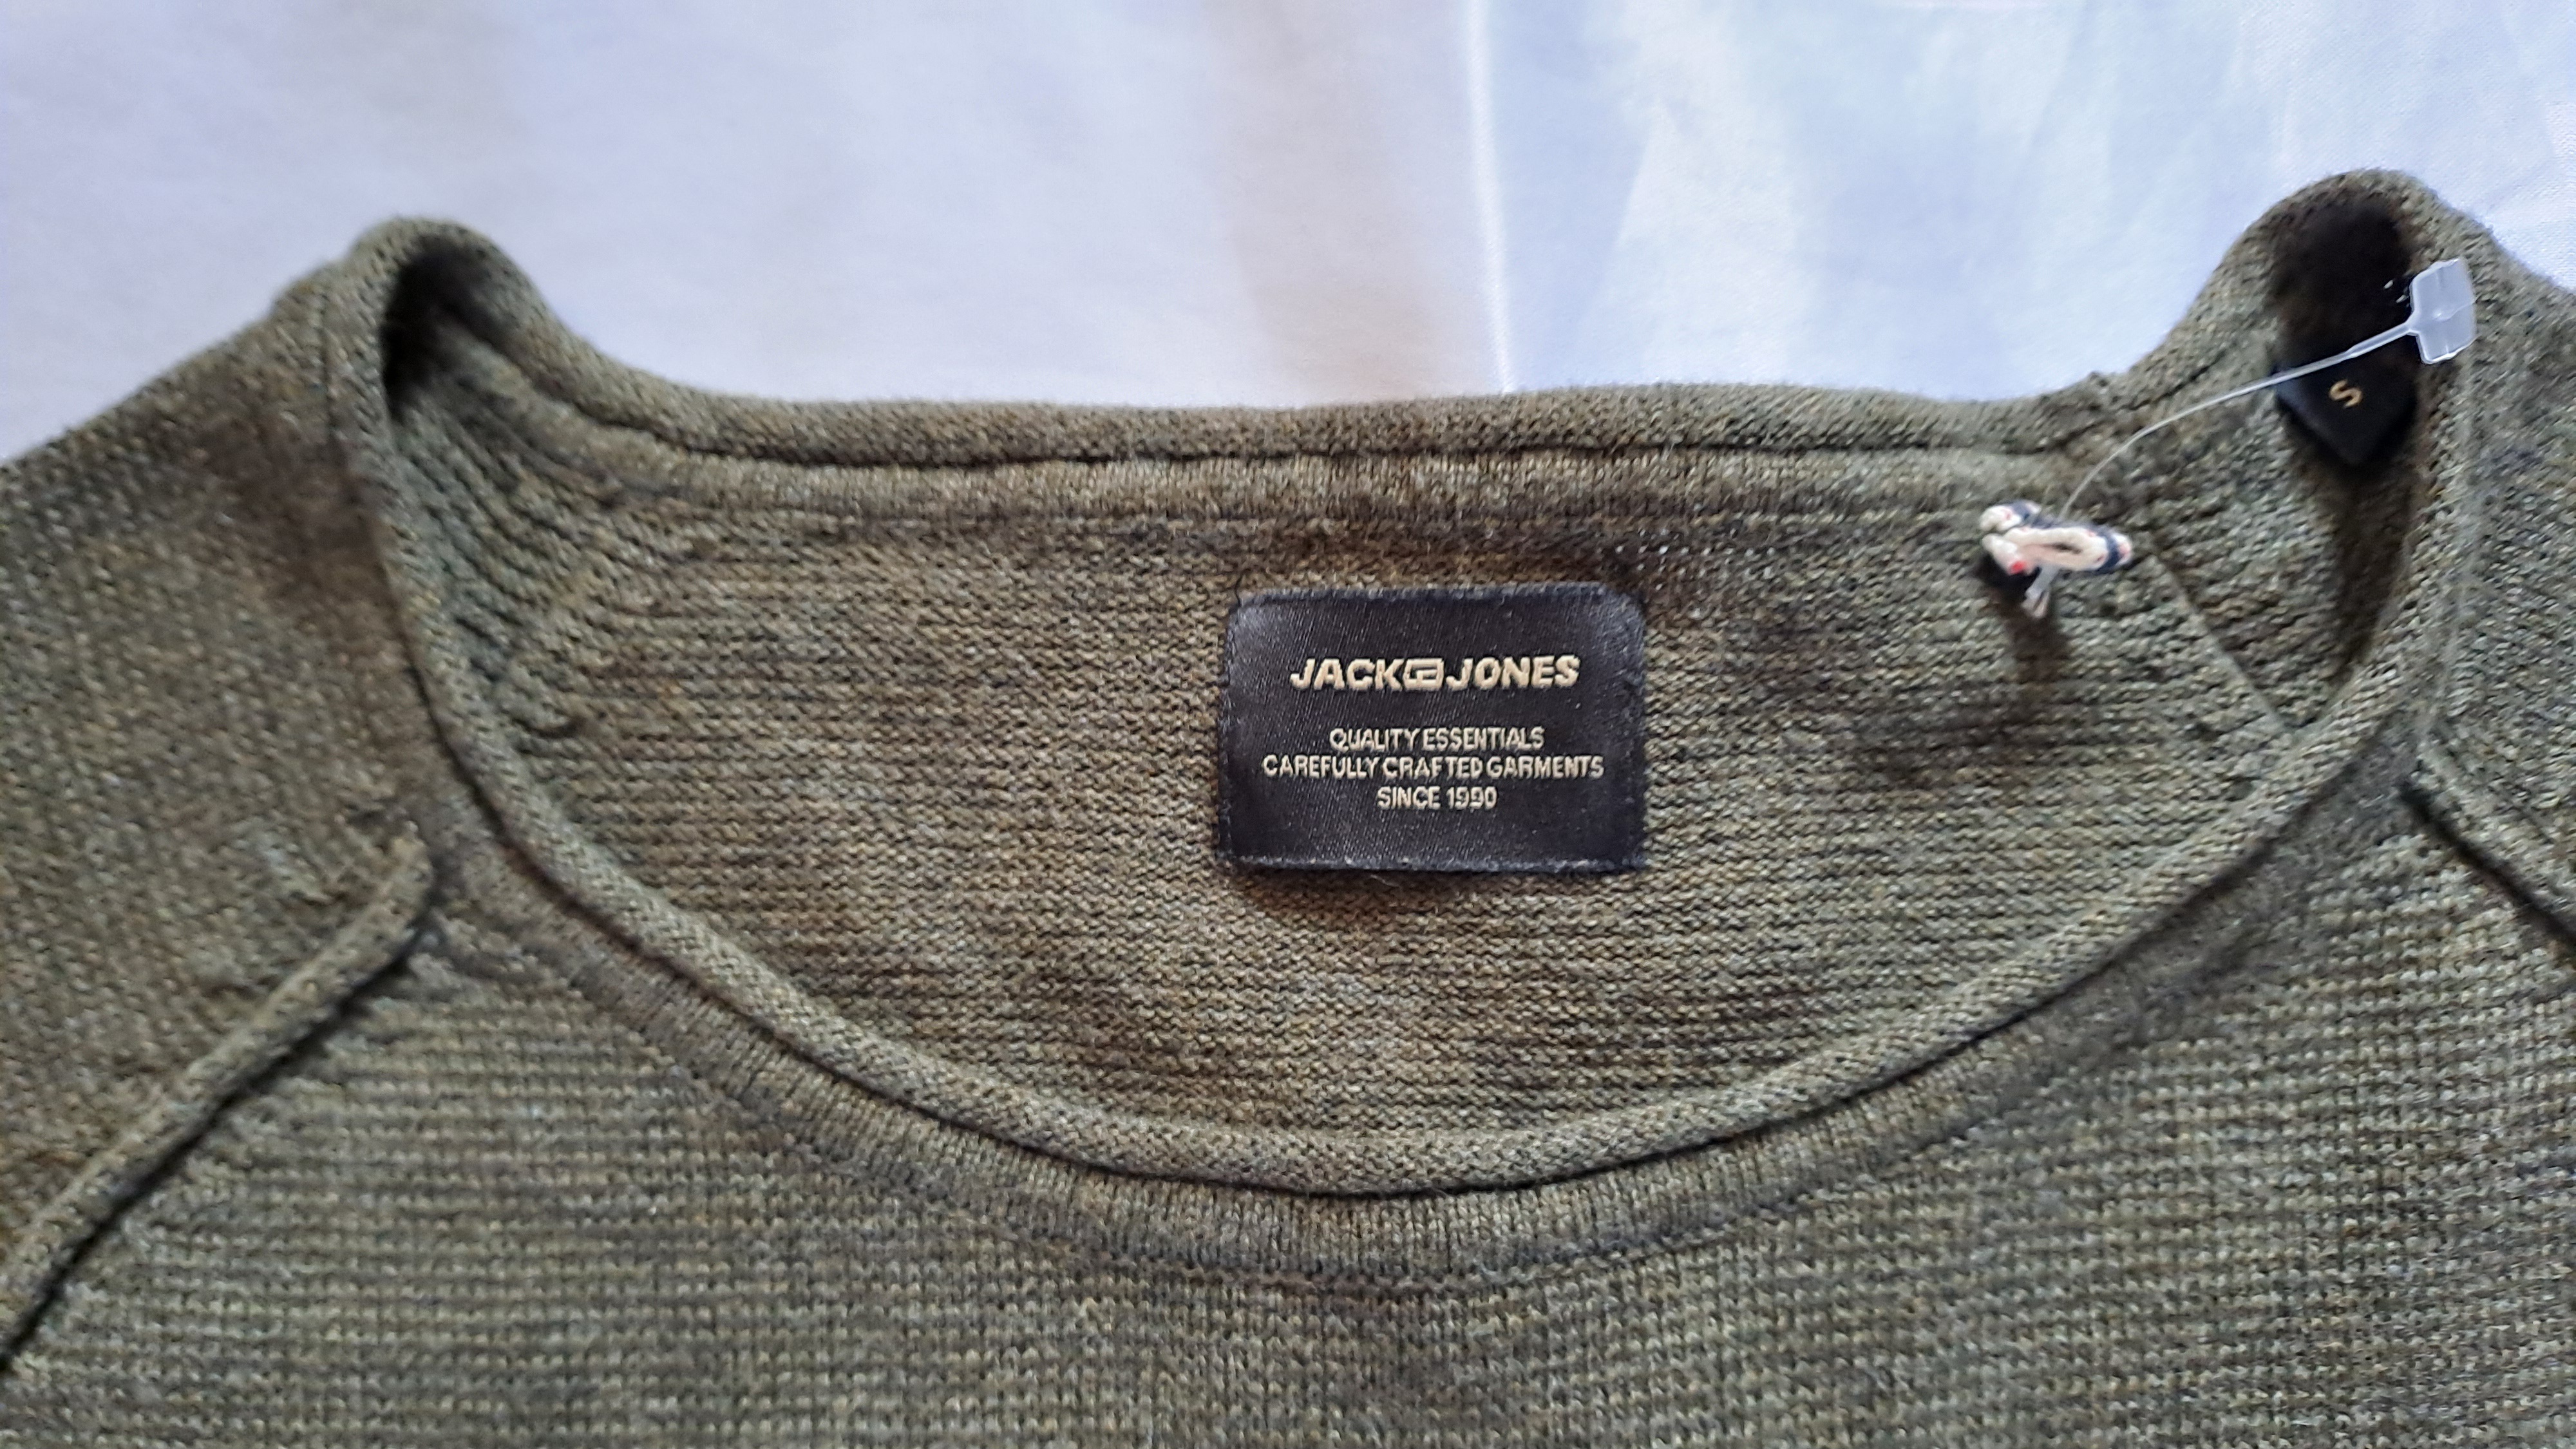 S
JACK JONES
QUALITY ESSENTIALS
CAREFULLY CRAFTED GARMENTS
SINCE 1990